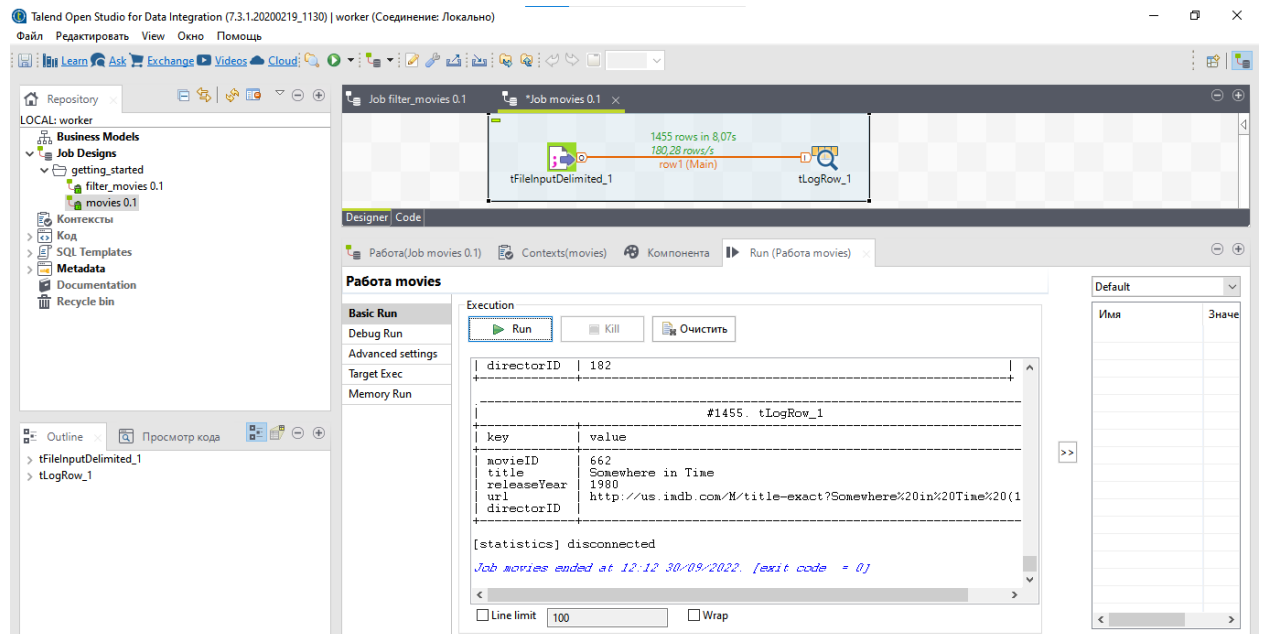 Talend Open Studio for Data Integration (7.3.1.20200219_1130) | worker (Соединение: Локально)
Файл Редактировать View Окно Помощь
Learn Ask Exchange Videos Cloud
Repository
LOCAL: worker
Business Models
Job Designs
getting_started
filter_movies 0.1
movies 0.1
Контексты
Код
SQL Templates
Metadata
Documentation
Recycle bin
Outline Просмотр кода
tFileInputDelimited_1
tLogRow_1
Job filter_movies 0.1 *Job movies 0.1
1455 rows in 8,07s
180,28 rows/s
row1 (Main)
tFileInputDelimited_1 tLogRow_1
Designer Code
Работа(Job movies 0.1) Contexts(movies) Компонента Run (Работа movies)
Работа movies
Basic Run
Debug Run
Advanced settings
Target Exec
Memory Run
Execution
Run Kill Очистить
| directorID | 182 |
#1455. tLogRow_1
| key | value
| movieID | 662
| title | Somewhere in Time
| releaseYear | 1980
| url | http://us.imdb.com/M/title-exact?Somewhere%20in%20Time%20(1
| directorID |
[statistics] disconnected
Job movies ended at 12:12 30/09/2022. [exit code = 0]
Line limit 100 Wrap
>>
Default
Имя Значе